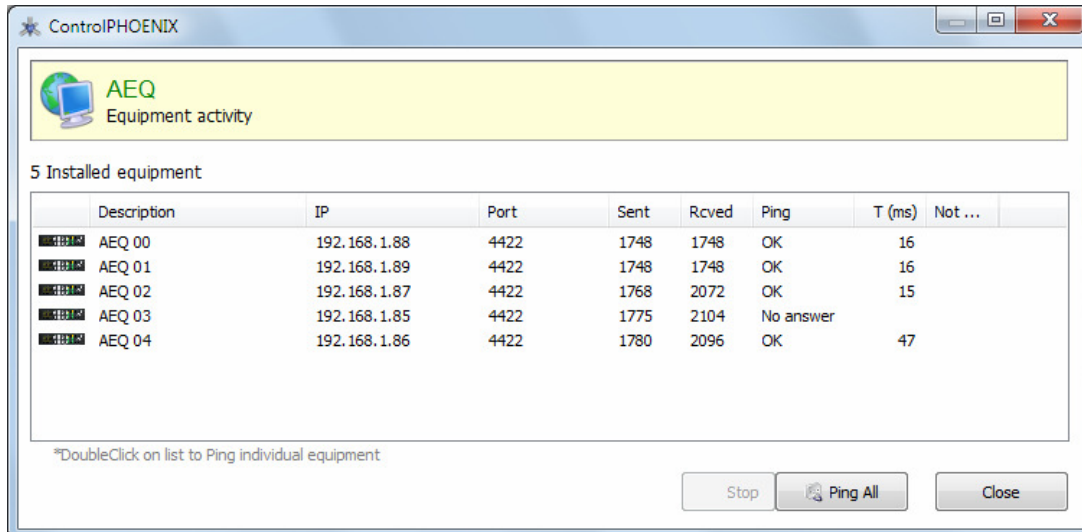 ControlPHOENIX
AEQ
Equipment activity
5 Installed equipment
Description IP Port Sent Rcved Ping T (ms) Not ...
AEQ 00 192.168.1.88 4422 1748 1748 OK 16
AEQ 01 192.168.1.89 4422 1748 1748 OK 16
AEQ 02 192.168.1.87 4422 1768 2072 OK 15
AEQ 03 192.168.1.85 4422 1775 2104 No answer
AEQ 04 192.168.1.86 4422 1780 2096 OK 47
*DoubleClick on list to Ping individual equipment
Stop Ping All Close